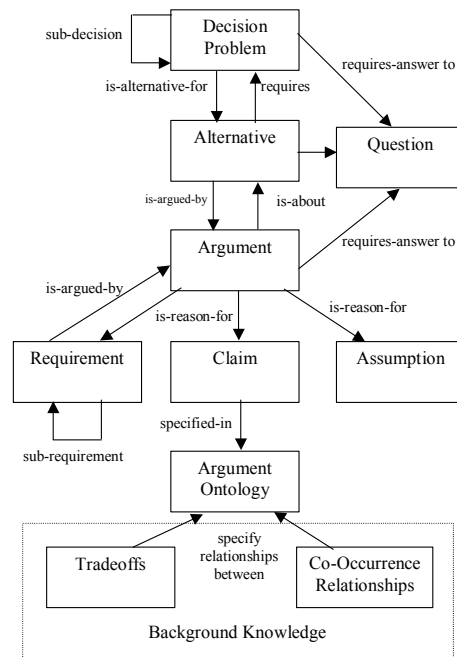 Decision
Problem
sub-decision
requires-answer to
is-alternative-for
requires
Alternative
Question
is-argued-by
is-about
Argument
requires-answer to
is-argued-by
is-reason-for
is-reason-for
Requirement
Claim
Assumption
specified-in
sub-requirement
Argument
Ontology
specify
relationships
between
Tradeoffs
Co-Occurrence
Relationships
Background Knowledge